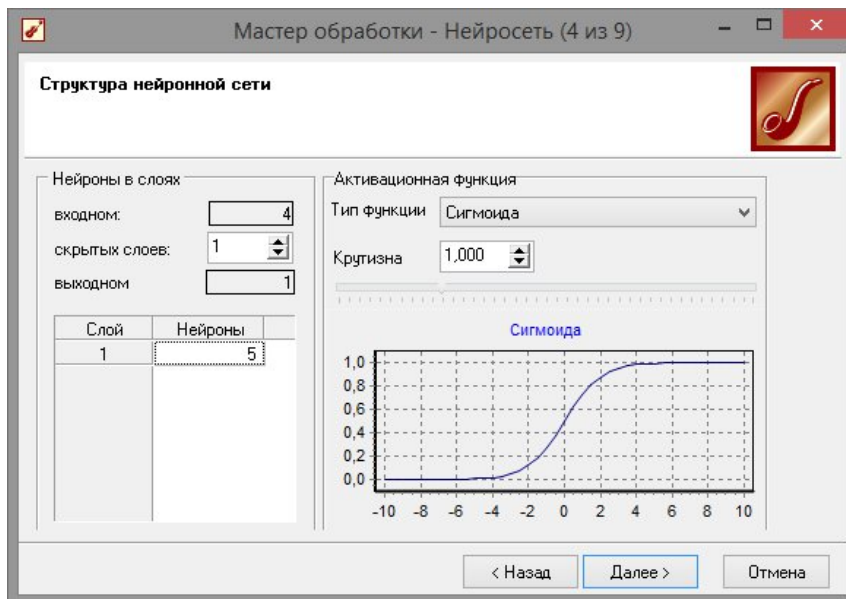 Мастер обработки - Нейросеть (4 из 9)
Структура нейронной сети
Нейроны в слоях
входном: 4
скрытых слоев: 1
выходном 1
Слой Нейроны
1 5
Активационная функция
Тип функции Сигмоида
Крутизна 1,000
Сигмоида
1,0
0,8
0,6
0,4
0,2
0,0
-10 -8 -6 -4 -2 0 2 4 6 8 10
< Назад Далее > Отмена